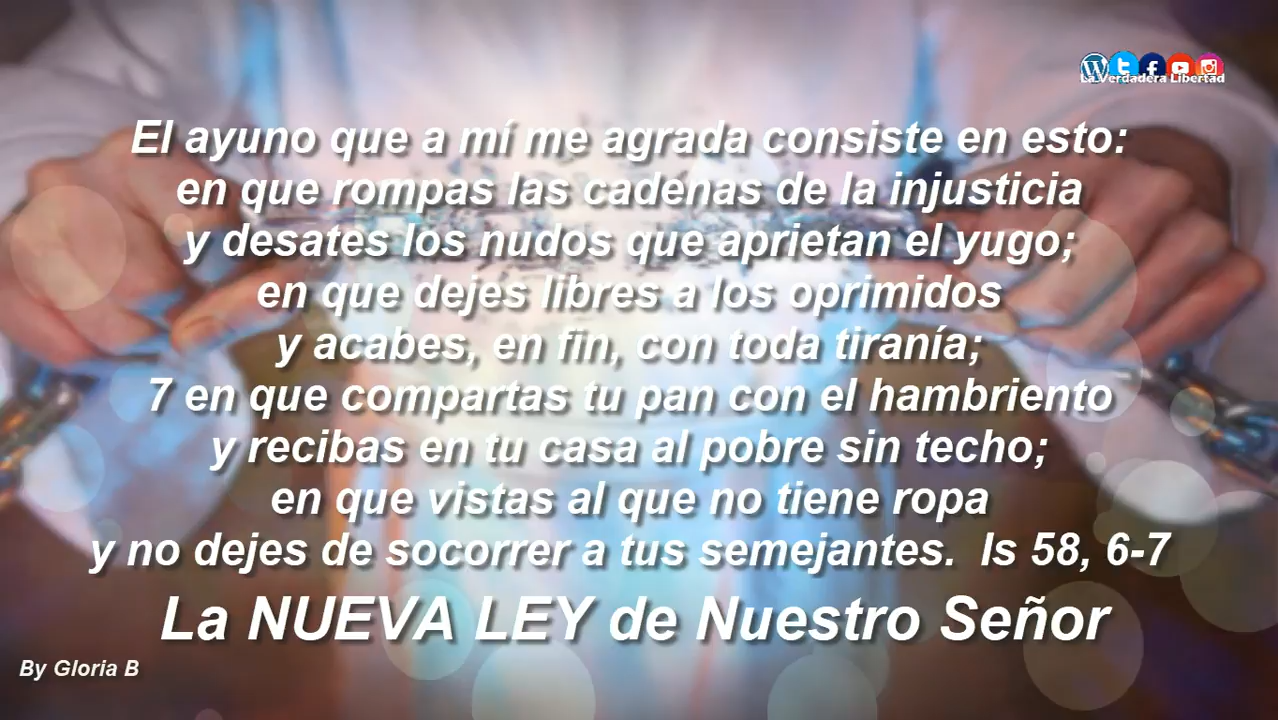 La Verdadera Libertad
El ayuno que a mí me agrada consiste en esto:
en que rompas las cadenas de la injusticia
y desates los nudos que aprietan el yugo;
en que dejes libres a los oprimidos
y acabes, en fin, con toda tiranía;
7 en que compartas tu pan con el hambriento
y recibas en tu casa al pobre sin techo;
en que vistas al que no tiene ropa
y no dejes de socorrer a tus semejantes. Is 58, 6-7
La NUEVA LEY de Nuestro Señor
By Gloria B